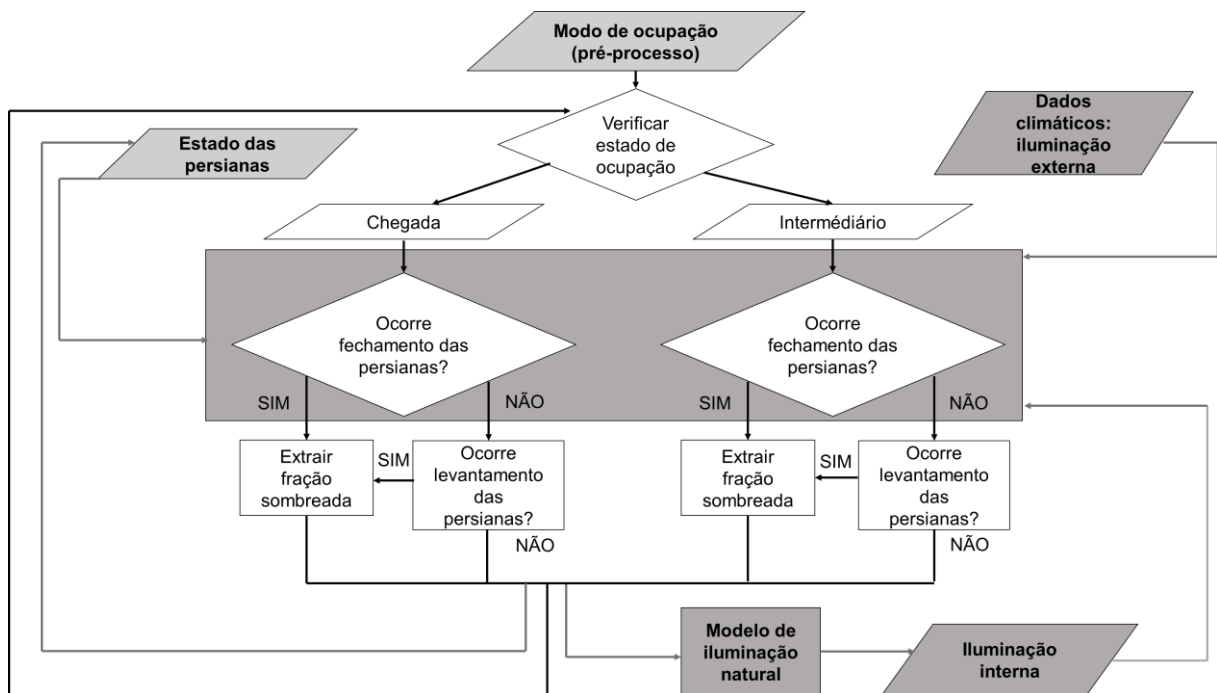 Modo de ocupação
(pré-processo)
Verificar
estado de
ocupação
Dados
climáticos:
iluminação
externa
Estado das
persianas
Chegada
Intermédiário
Ocorre
fechamento das
persianas?
Ocorre
fechamento das
persianas?
SIM
NÃO
SIM
NÃO
Extrair
fração
sombreada
SIM
Ocorre
levantamento
das
persianas?
Extrair
fração
sombreada
SIM
Ocorre
levantamento
das
persianas?
NÃO
NÃO
Modelo de
iluminação
natural
Iluminação
interna